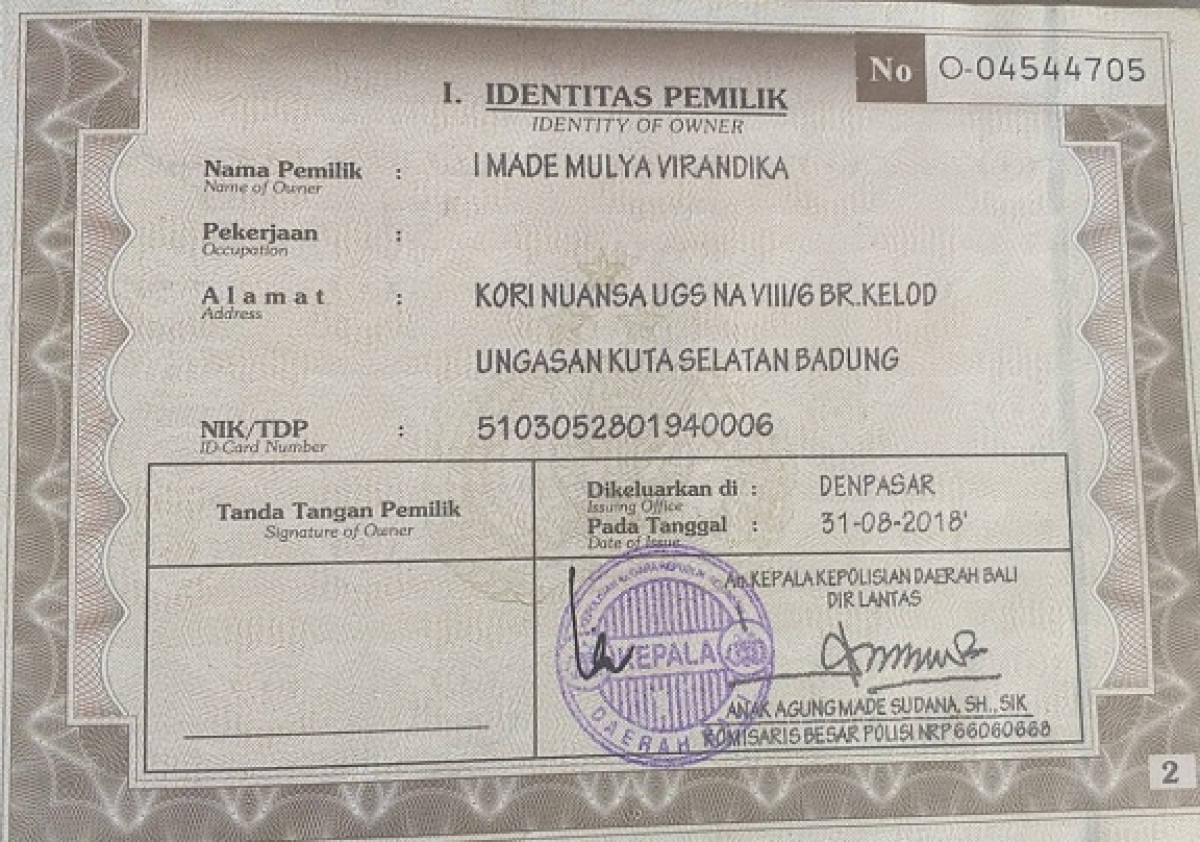 No O-04544705
I. IDENTITAS PEMILIK
IDENTITY OF OWNER
Nama Pemilik : I MADE MULYA VIRANDIKA
Name of Owner
Pekerjaan :
Occupation
Alamat : KORI NUANSA UGS NA VIII/6 BR.KELOD
Address
UNGASAN KUTA SELATAN BADUNG
NIK/TDP : 5103052801940006
ID-Card Number
Tanda Tangan Pemilik
Signature of Owner
Dikeluarkan di : DENPASAR
Issuing Office
Pada Tanggal : 31-08-2018
Date of Issue
An. KEPALA KEPOLISIAN DAERAH BALI
DIR LANTAS
KEPALA
DAERAH
ANAK AGUNG MADE SUDANA, SH., SIK
KOMISARIS BESAR POLISI NRP 66060668
2